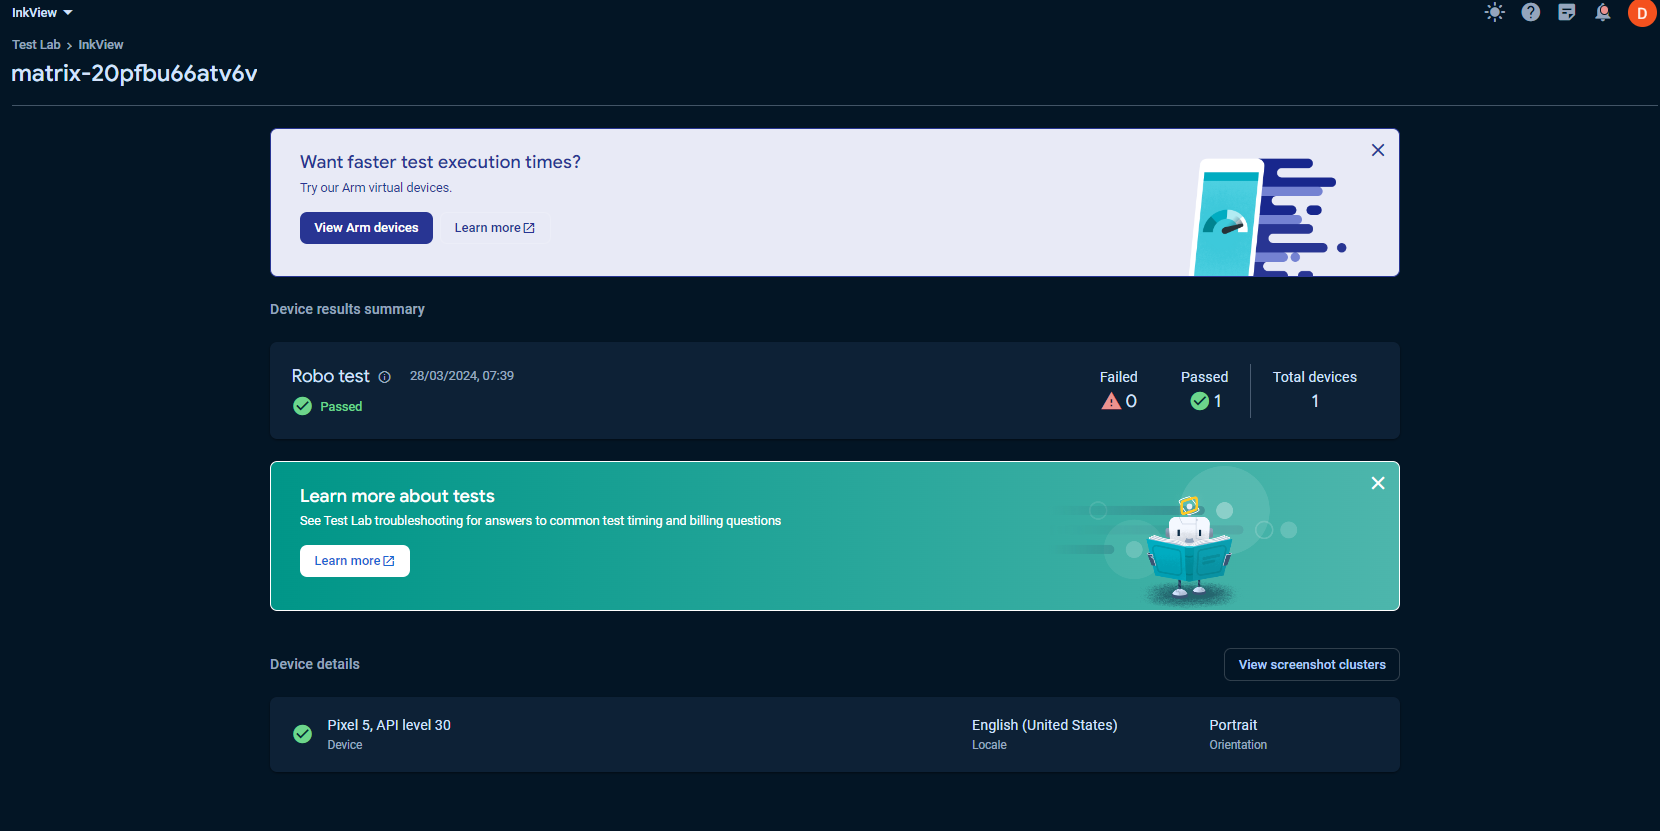 InkView
Test Lab > InkView
matrix-20pfbu66atv6v
D
Want faster test execution times?
Try our Arm virtual devices.
View Arm devices
Learn more
Device results summary
Robo test 28/03/2024, 07:39
Passed
Failed
0
Passed
1
Total devices
1
Learn more about tests
See Test Lab troubleshooting for answers to common test timing and billing questions
Learn more
Device details
View screenshot clusters
Pixel 5, API level 30
Device
English (United States)
Locale
Portrait
Orientation